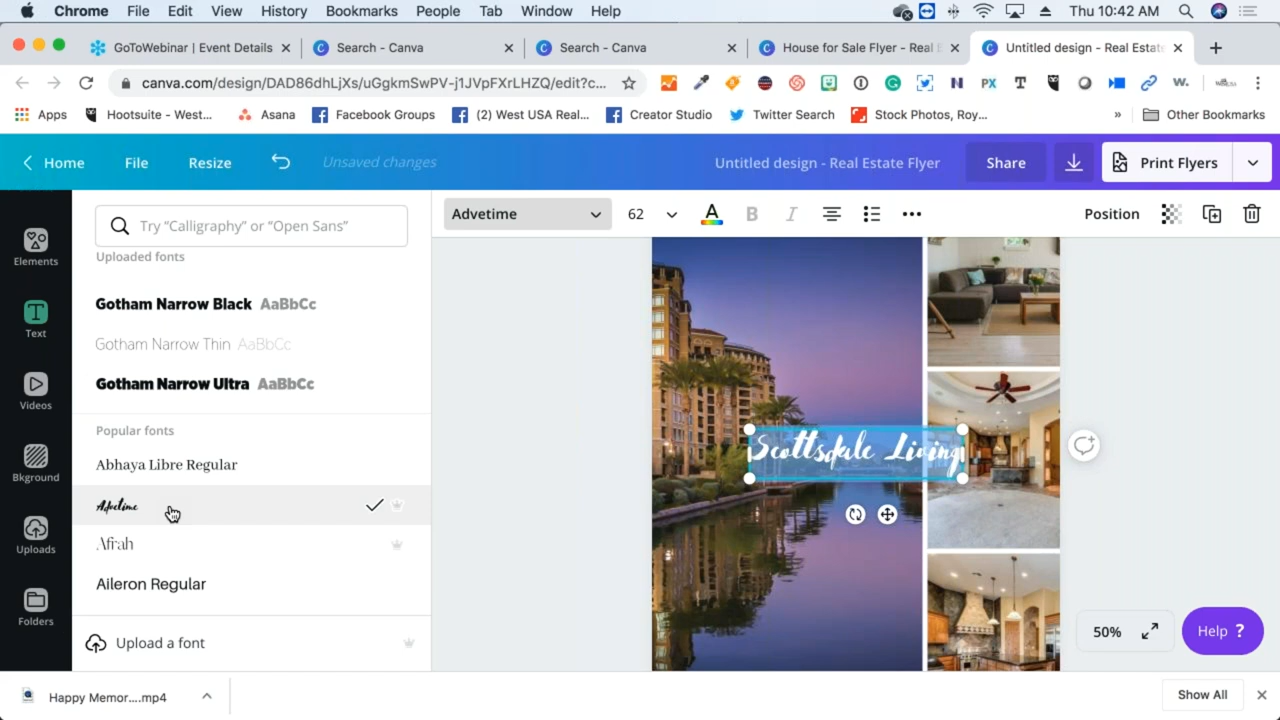 Chrome File Edit View History Bookmarks People Tab Window Help Thu 10:42 AM
GoToWebinar | Event Details Search - Canva Search - Canva House for Sale Flyer - Real E Untitled design - Real Estate
canva.com/design/DAD86dhLjXs/uGgkmSwPV-j1JVpFXrLHZQ/edit?c...
Apps Hootsuite - West... Asana Facebook Groups (2) West USA Real... Creator Studio Twitter Search Stock Photos, Roy... » Other Bookmarks
Home File Resize Unsaved changes Untitled design - Real Estate Flyer Share Print Flyers
Try “Calligraphy” or “Open Sans” Advetime 62 A B I Position
Uploaded fonts
Elements
Gotham Narrow Black AaBbCc
Text
Gotham Narrow Thin AaBbCc
Gotham Narrow Ultra AaBbCc
Videos
Popular fonts
Abhaya Libre Regular
Scottsdale Living
Bkground
Advetime
Afrah
Uploads
Aileron Regular
Folders
Upload a font
50%
Help ?
Happy Memor....mp4
Show All